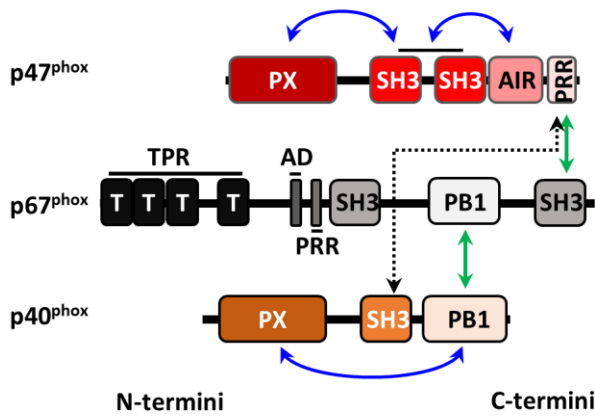 p47phox PX SH3 SH3 AIR PRR
TPR AD
p67phox T T T T SH3 PB1 SH3
PRR
p40phox PX SH3 PB1
N-termini C-termini